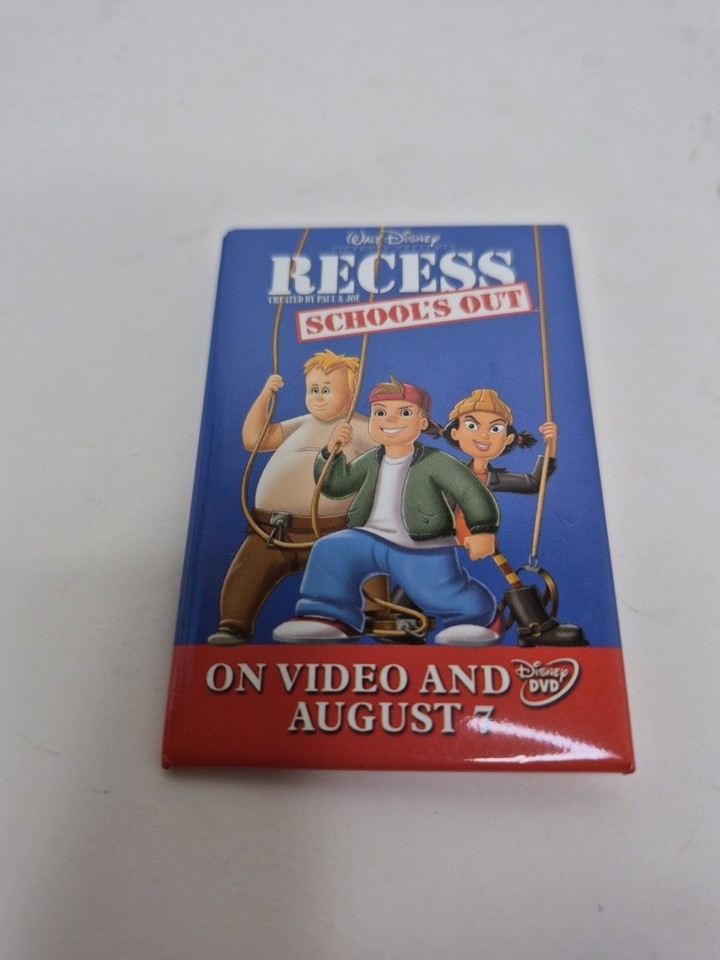 Walt Disney
RECESS
CREATED BY PAUL & JOE
SCHOOL'S OUT
ON VIDEO AND Disney DVD
AUGUST 7